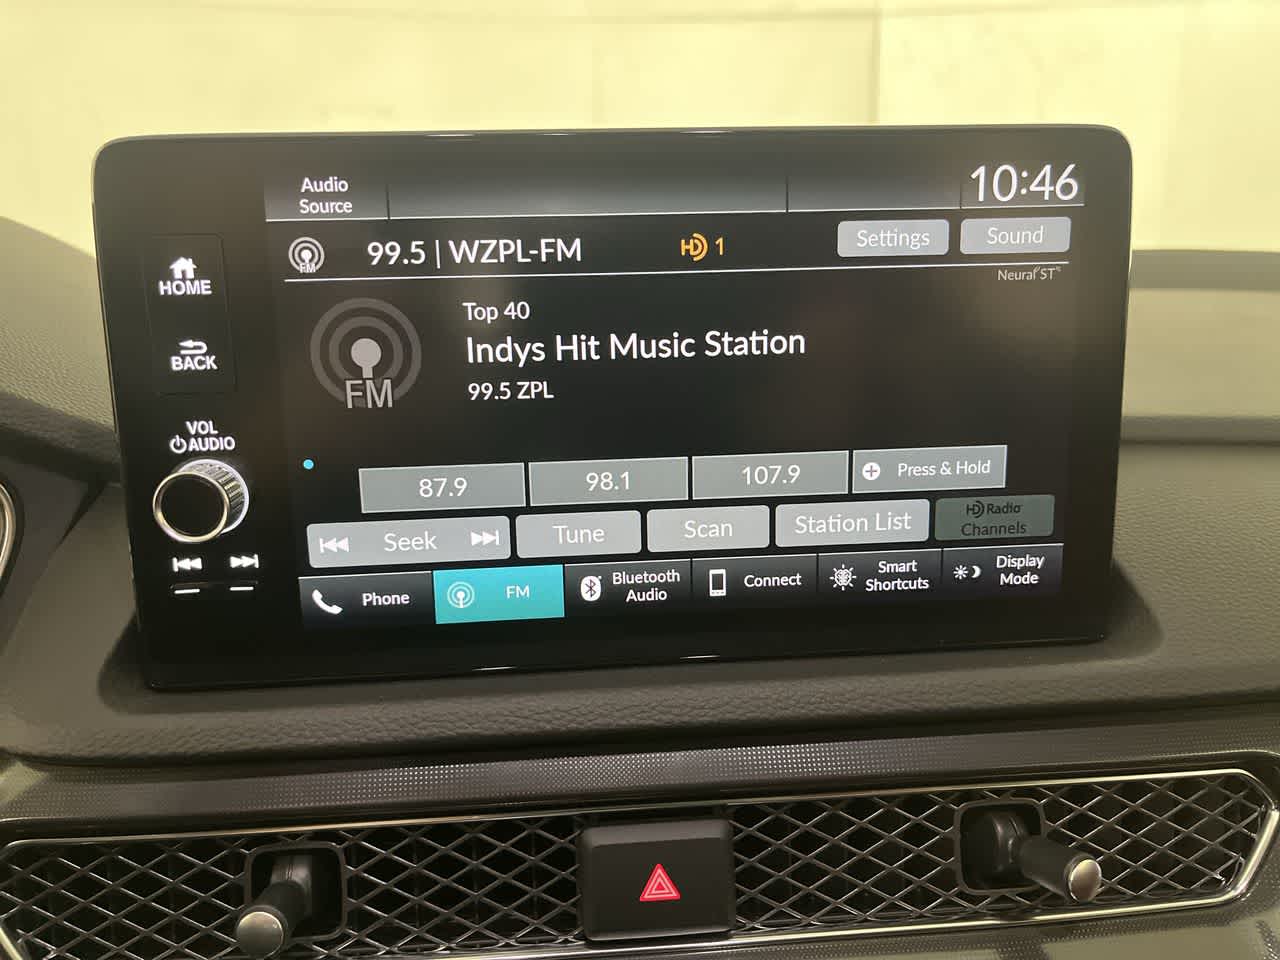 Audio
Source
10:46
FM
99.5 | WZPL-FM
HD 1
Settings
Sound
Neural ST
HOME
BACK
VOL
AUDIO
Top 40
Indys Hit Music Station
99.5 ZPL
FM
87.9
98.1
107.9
Press & Hold
Seek
Tune
Scan
Station List
HD Radio
Channels
Phone
FM
Bluetooth
Audio
Connect
Smart
Shortcuts
Display
Mode